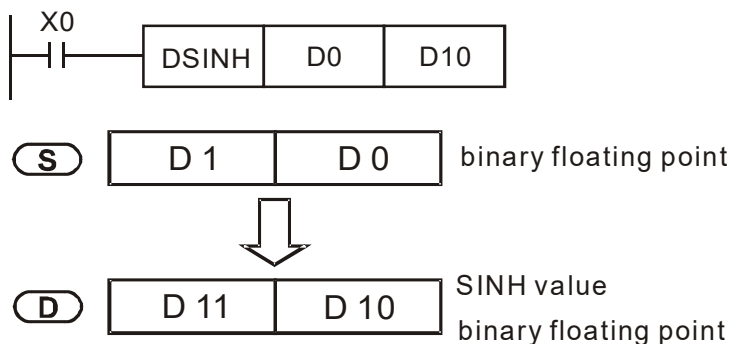 X0
DSINH D0 D10
S D 1 D 0 binary floating point
D D 11 D 10 SINH value
binary floating point